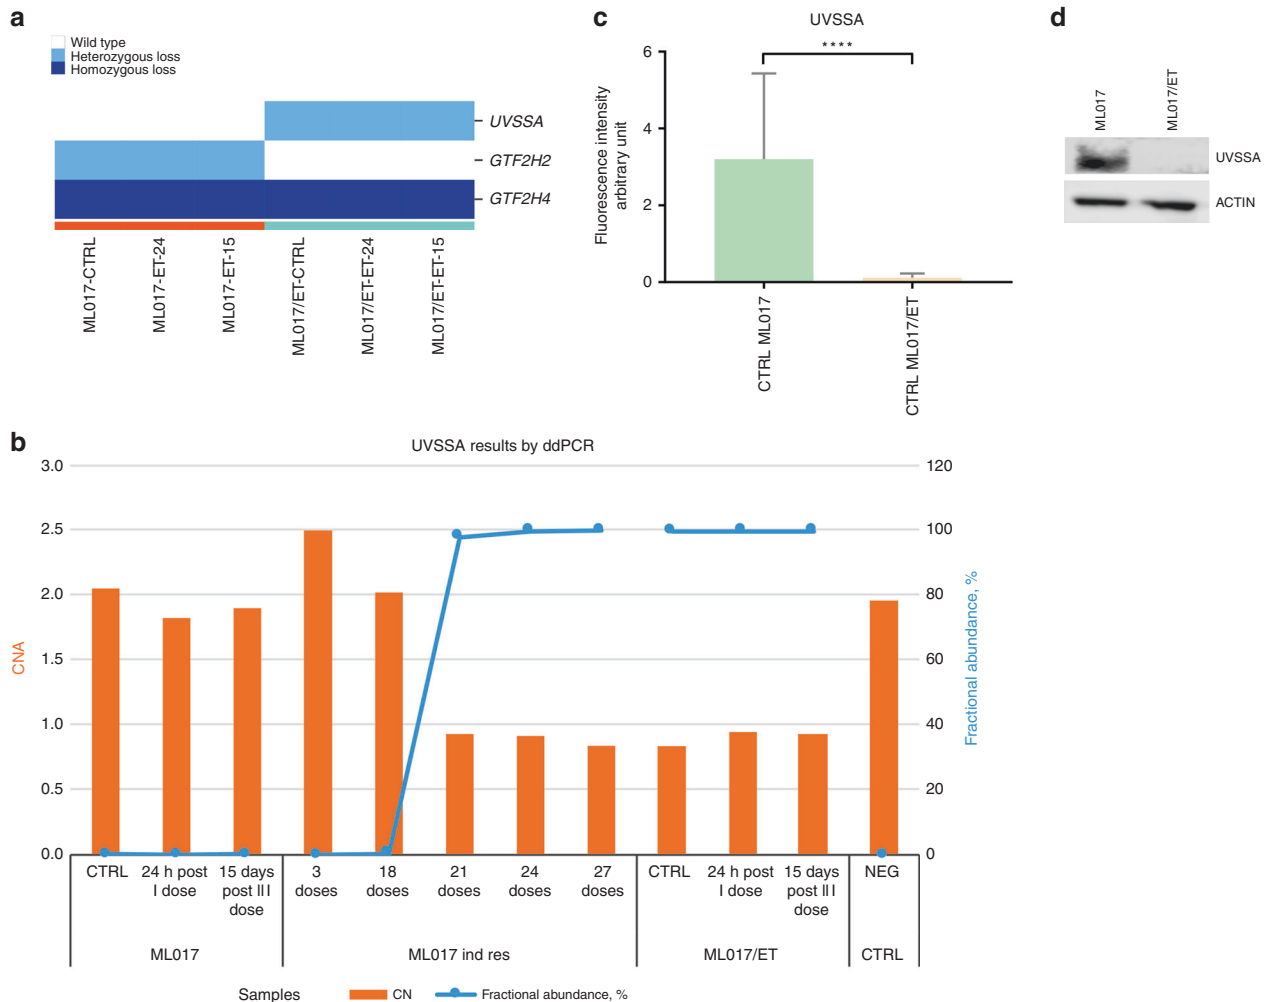 a
Wild type
Heterozygous loss
Homozygous loss
UVSSA
GTF2H2
GTF2H4
ML017-CTRL
ML017-ET-24
ML017-ET-15
ML017/ET-CTRL
ML017/ET-ET-24
ML017/ET-ET-15
c
UVSSA
****
Fluorescence intensity
arbitrary unit
6
4
2
0
CTRL ML017
CTRL ML017/ET
d
ML017
ML017/ET
UVSSA
ACTIN
b
UVSSA results by ddPCR
CNA
3.0
2.5
2.0
1.5
1.0
0.5
0.0
120
100
80
60
40
20
0
Fractional abundance, %
CTRL
24 h post
I dose
15 days
post III
dose
3
doses
18
doses
21
doses
24
doses
27
doses
CTRL
24 h post
I dose
15 days
post III
dose
NEG
ML017
ML017 ind res
ML017/ET
CTRL
Samples
CN
Fractional abundance, %